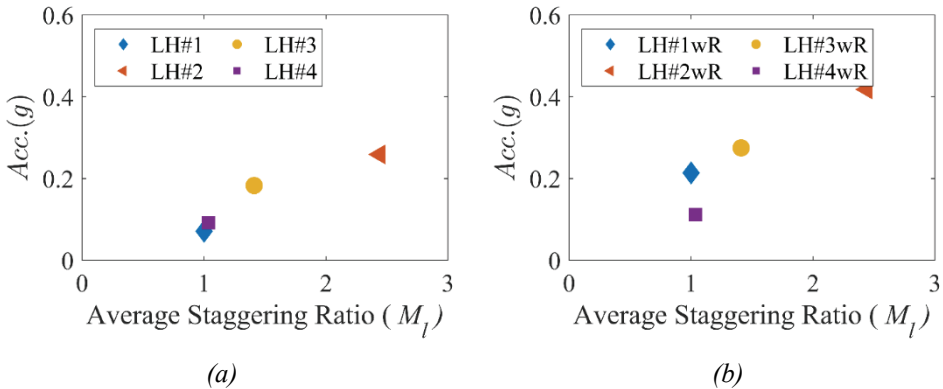 0.6
LH#1 LH#3
LH#2 LH#4
0.4
0.2
0
Acc.(g)
0 1 2 3
Average Staggering Ratio ( M_l )
(a)
0.6
LH#1wR LH#3wR
LH#2wR LH#4wR
0.4
0.2
0
Acc.(g)
0 1 2 3
Average Staggering Ratio ( M_l )
(b)